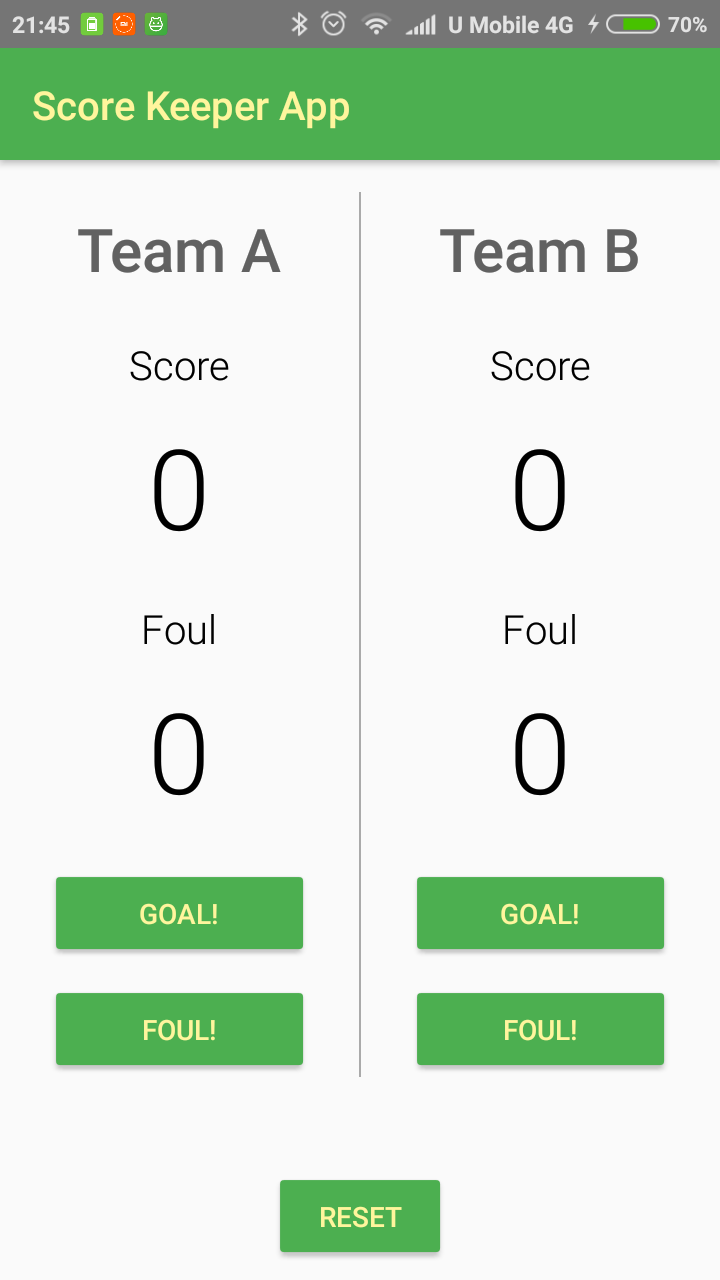 21:45 U Mobile 4G 70%
Score Keeper App
Team A
Score
0
Foul
0
GOAL!
FOUL!
Team B
Score
0
Foul
0
GOAL!
FOUL!
RESET